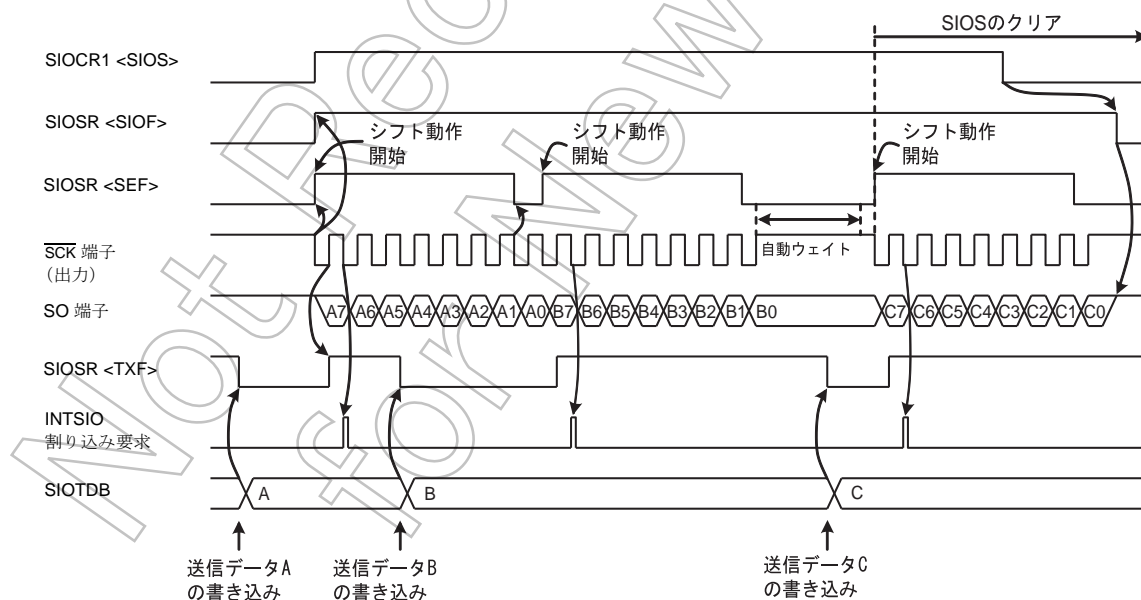 SIOSのクリア
SIOCR1 <SIOS>
SIOSR <SIOF>
シフト動作
開始
シフト動作
開始
シフト動作
開始
SIOSR <SEF>
自動ウェイト
SCK 端子
(出力)
SO 端子
A7 A6 A5 A4 A3 A2 A1 A0 B7 B6 B5 B4 B3 B2 B1 B0 C7 C6 C5 C4 C3 C2 C1 C0
SIOSR <TXF>
INTSIO
割り込み要求
SIOTDB
A B C
送信データA
の書き込み
送信データB
の書き込み
送信データC
の書き込み
Not Rec
for New